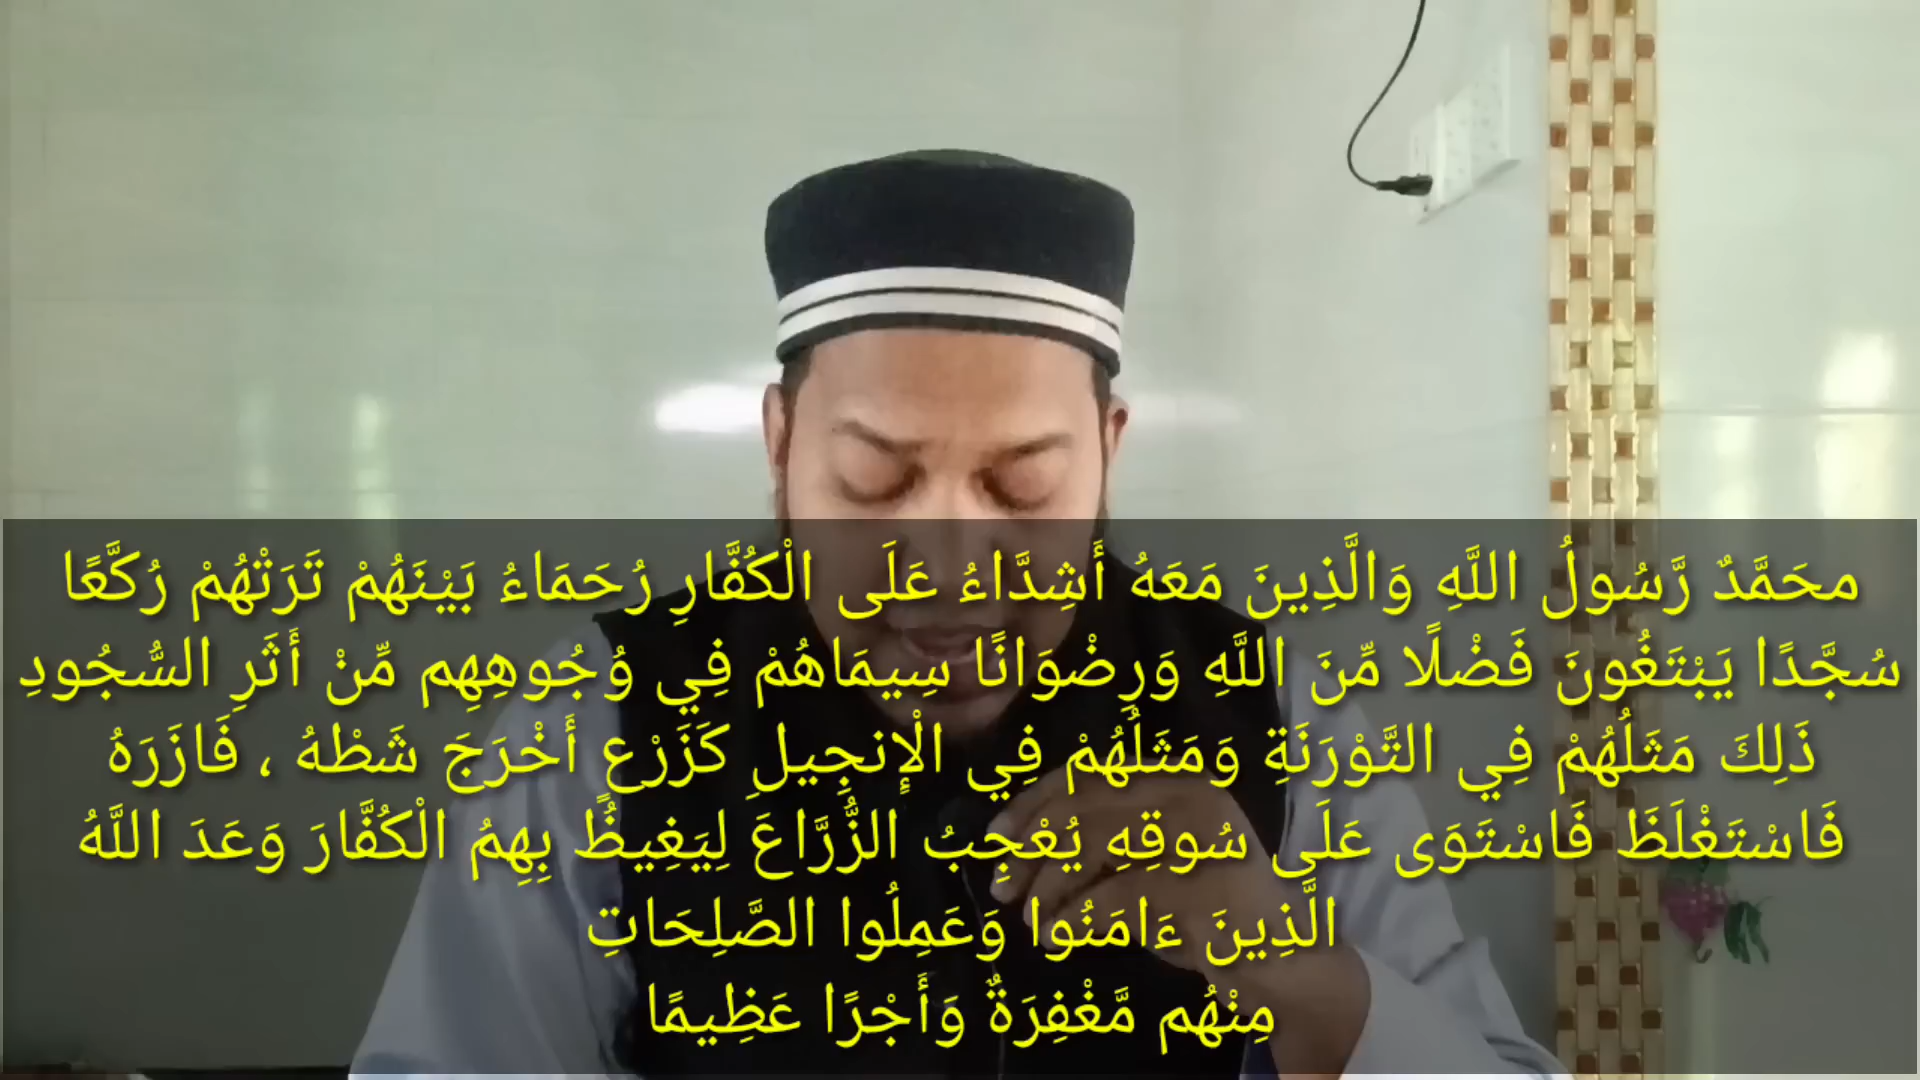 محَمَّدٌ رَّسُولُ اللَّهِ وَالَّذِينَ مَعَهُ أَشِدَّاءُ عَلَى الْكُفَّارِ رُحَمَاءُ بَيْنَهُمْ تَرَتْهُمْ رُكَّعًا
سُجَّدًا يَبْتَغُونَ فَضْلًا مِّنَ اللَّهِ وَرِضْوَانًا سِيمَاهُمْ فِي وُجُوهِهِم مِّنْ أَثَرِ السُّجُودِ
ذَلِكَ مَثَلُهُمْ فِي التَّوْرَنَةِ وَمَثَلُهُمْ فِي الْإِنجِيلِ كَزَرْعٍ أَخْرَجَ شَطْهُ ، فَازَرَهُ
فَاسْتَغْلَظَ فَاسْتَوَى عَلَى سُوقِهِ يُعْجِبُ الزُّرَّاعَ لِيَغِيظُ بِهِمُ الْكُفَّارَ وَعَدَ اللَّهُ
الَّذِينَ ءَامَنُوا وَعَمِلُوا الصَّلِحَاتِ
مِنْهُم مَّغْفِرَةٌ وَأَجْرًا عَظِيمًا